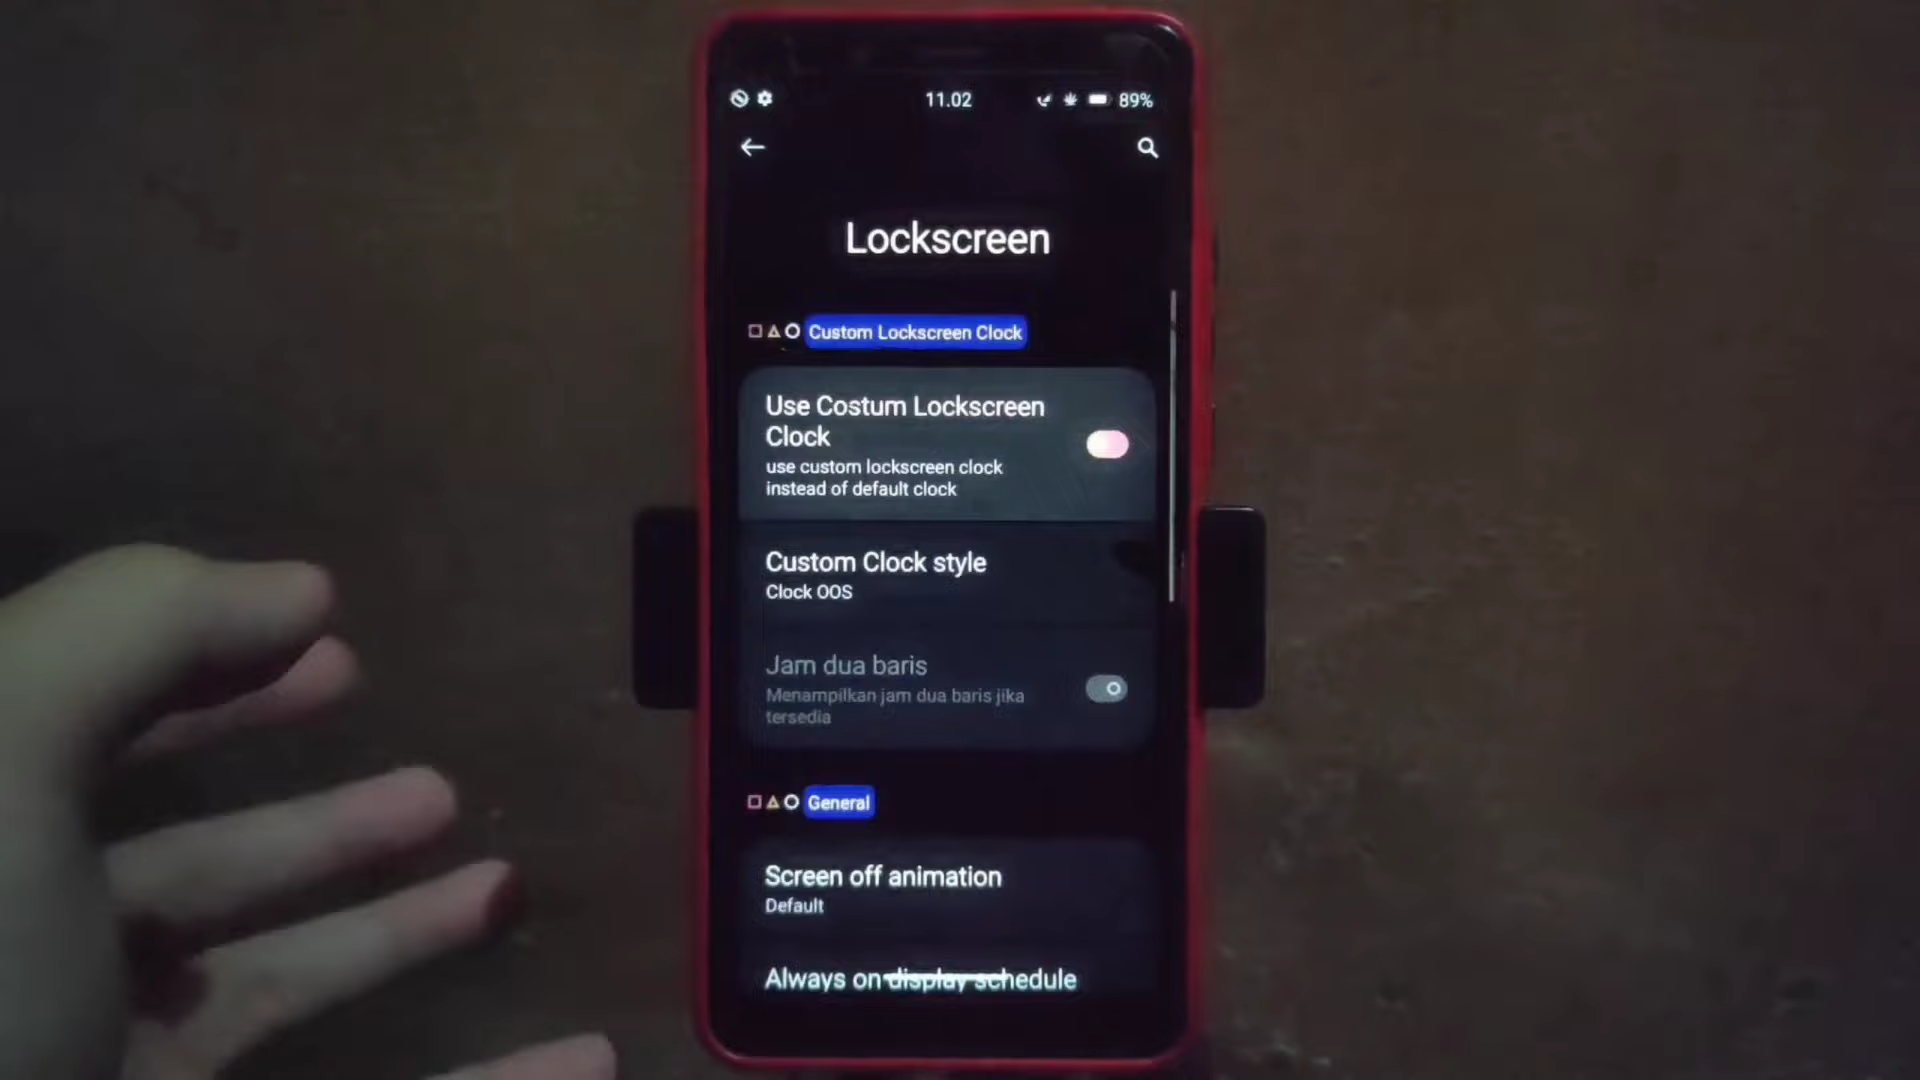 11.02
89%
Lockscreen
Custom Lockscreen Clock
Use Costum Lockscreen
Clock
use custom lockscreen clock
instead of default clock
Custom Clock style
Clock OOS
Jam dua baris
Menampilkan jam dua baris jika
tersedia
General
Screen off animation
Default
Always on display schedule